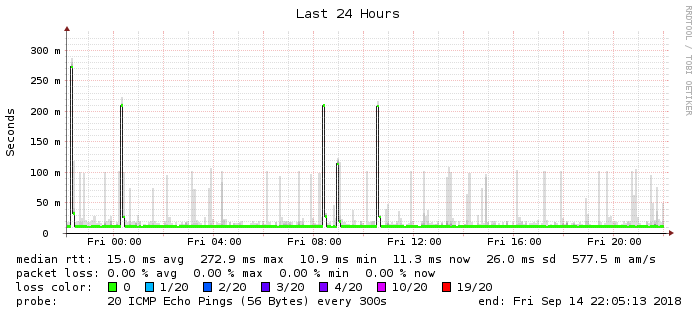 Last 24 Hours
RRDTOOL / TOBI OETIKER
Seconds
300 m
250 m
200 m
150 m
100 m
50 m
0
Fri 00:00 Fri 04:00 Fri 08:00 Fri 12:00 Fri 16:00 Fri 20:00
median rtt: 15.0 ms avg 272.9 ms max 10.9 ms min 11.3 ms now 26.0 ms sd 577.5 m am/s
packet loss: 0.00 % avg 0.00 % max 0.00 % min 0.00 % now
loss color: 0 1/20 2/20 3/20 4/20 10/20 19/20
probe: 20 ICMP Echo Pings (56 Bytes) every 300s end: Fri Sep 14 22:05:13 2018